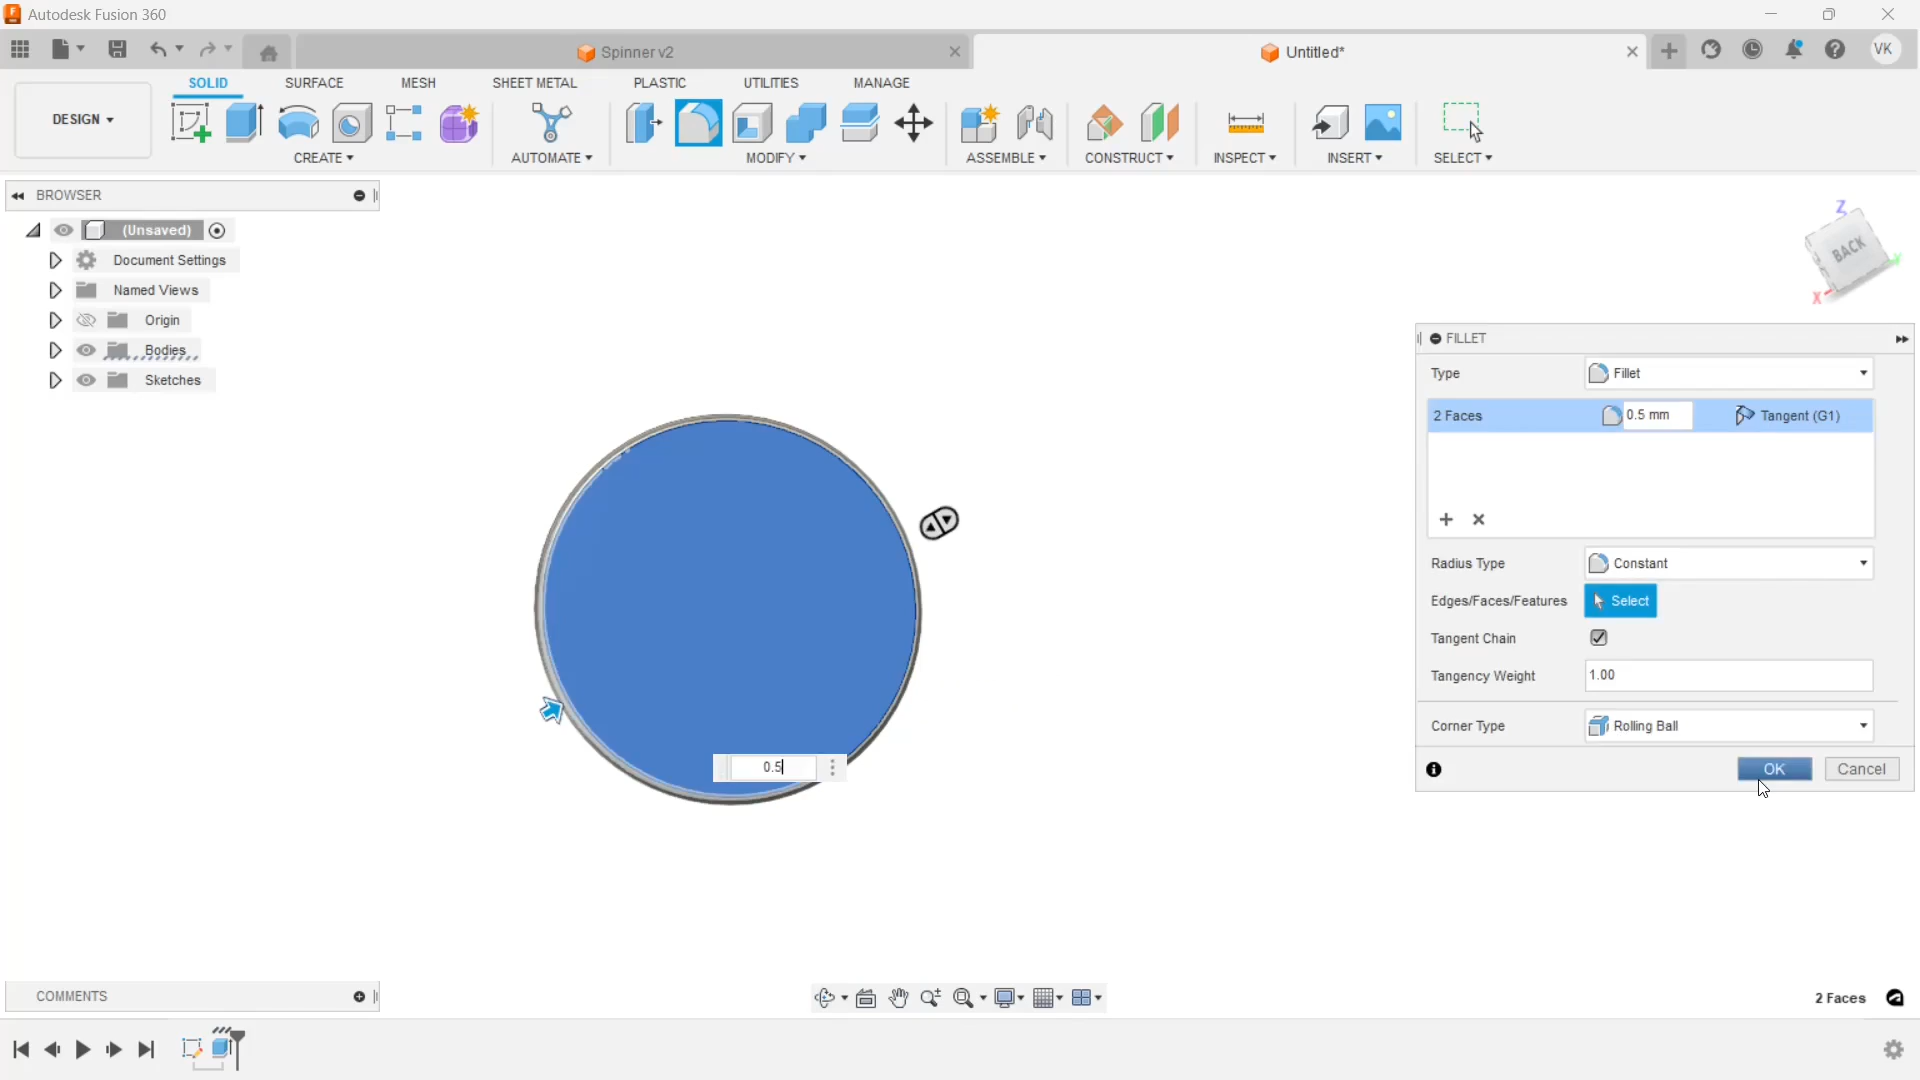 Autodesk Fusion 360
Spinner v2
Untitled*
VK
SOLID SURFACE MESH SHEET METAL PLASTIC UTILITIES MANAGE
DESIGN
CREATE AUTOMATE MODIFY ASSEMBLE CONSTRUCT INSPECT INSERT SELECT
BROWSER
(Unsaved)
Document Settings
Named Views
Origin
Bodies
Sketches
Z
BACK
Y
X
FILLET
Type Fillet
2 Faces 0.5 mm Tangent (G1)
Radius Type Constant
Edges/Faces/Features Select
Tangent Chain
Tangency Weight 1.00
Corner Type Rolling Ball
OK Cancel
0.5
COMMENTS
2 Faces